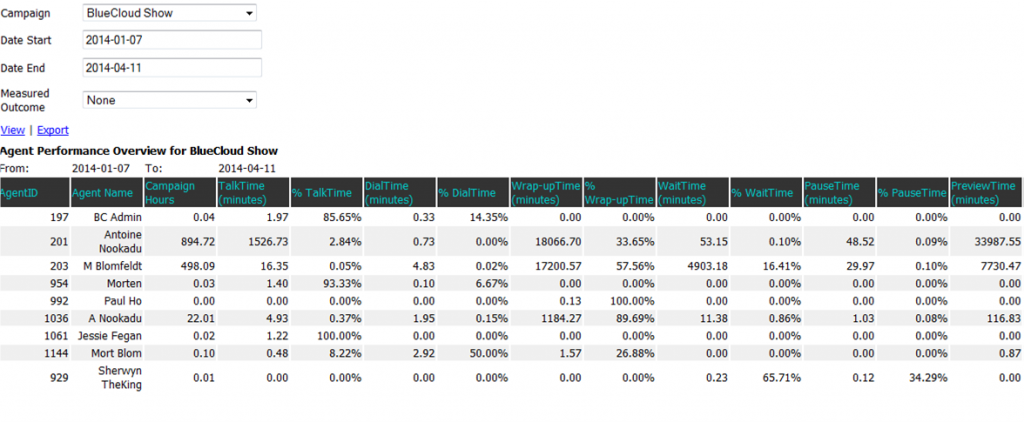 Campaign BlueCloud Show
Date Start 2014-01-07
Date End 2014-04-11
Measured Outcome None
View | Export
Agent Performance Overview for BlueCloud Show
From: 2014-01-07 To: 2014-04-11
AgentID Agent Name Campaign Hours TalkTime (minutes) % TalkTime DialTime (minutes) % DialTime Wrap-upTime (minutes) % Wrap-upTime WaitTime (minutes) % WaitTime PauseTime (minutes) % PauseTime PreviewTime (minutes)
197 BC Admin 0.04 1.97 85.65% 0.33 14.35% 0.00 0.00% 0.00 0.00% 0.00 0.00% 0.00
201 Antoine Nookadu 894.72 1526.73 2.84% 0.73 0.00% 18066.70 33.65% 53.15 0.10% 48.52 0.09% 33987.55
203 M Blomfeldt 498.09 16.35 0.05% 4.83 0.02% 17200.57 57.56% 4903.18 16.41% 29.97 0.10% 7730.47
954 Morten 0.03 1.40 93.33% 0.10 6.67% 0.00 0.00% 0.00 0.00% 0.00 0.00% 0.00
992 Paul Ho 0.00 0.00 0.00% 0.00 0.00% 0.13 100.00% 0.00 0.00% 0.00 0.00% 0.00
1036 A Nookadu 22.01 4.93 0.37% 1.95 0.15% 1184.27 89.69% 11.38 0.86% 1.03 0.08% 116.83
1061 Jessie Fegan 0.02 1.22 100.00% 0.00 0.00% 0.00 0.00% 0.00 0.00% 0.00 0.00% 0.00
1144 Mort Blom 0.10 0.48 8.22% 2.92 50.00% 1.57 26.88% 0.00 0.00% 0.00 0.00% 0.87
929 Sherwyn TheKing 0.01 0.00 0.00% 0.00 0.00% 0.00 0.00% 0.23 65.71% 0.12 34.29% 0.00